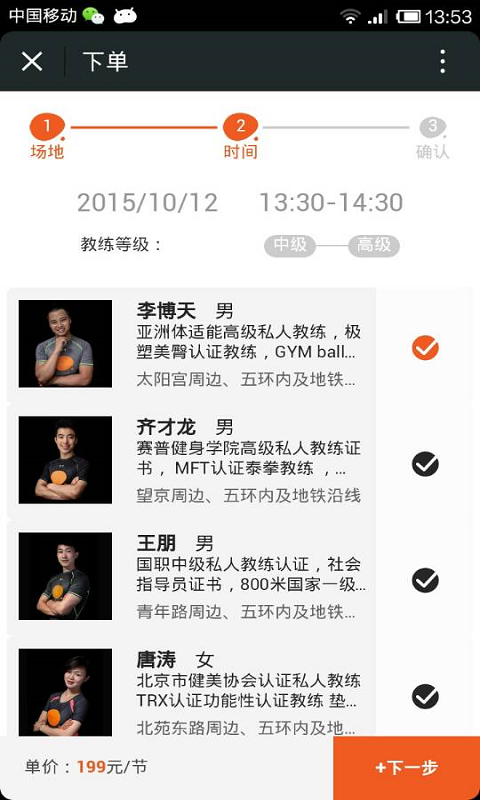 中国移动 13:53
下单
1 2 3
场地 时间 确认
2015/10/12 13:30-14:30
教练等级： 中级 高级
李博天 男
亚洲体适能高级私人教练，极
塑美臀认证教练，GYM ball...
太阳宫周边、五环内及地铁...
齐才龙 男
赛普健身学院高级私人教练证
书， MFT认证泰拳教练 ，...
望京周边、五环内及地铁沿线
王朋 男
国职中级私人教练认证，社会
指导员证书，800米国家一级...
青年路周边、五环内及地铁...
唐涛 女
北京市健美协会认证私人教练
TRX认证功能性认证教练 垫...
北苑东路周边、五环内及地...
单价：199元/节 +下一步